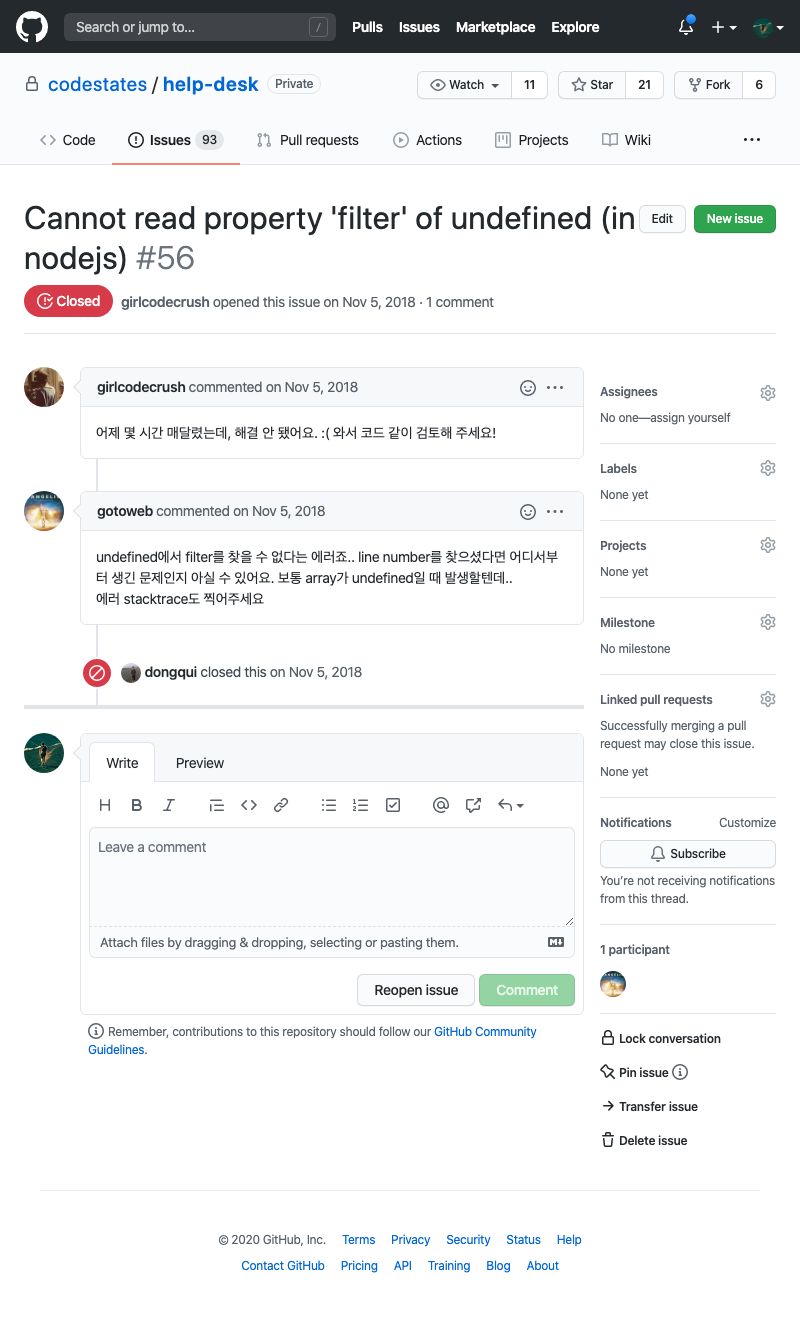 Search or jump to... /
Pulls Issues Marketplace Explore
codestates / help-desk Private
Watch 11 Star 21 Fork 6
Code Issues 93 Pull requests Actions Projects Wiki ...
Cannot read property 'filter' of undefined (in
nodejs) #56
Edit New issue
Closed girlcodecrush opened this issue on Nov 5, 2018 · 1 comment
girlcodecrush commented on Nov 5, 2018
어제 몇 시간 매달렸는데, 해결 안 됐어요. :( 와서 코드 같이 검토해 주세요!
gotoweb commented on Nov 5, 2018
undefined에서 filter를 찾을 수 없다는 에러죠.. line number를 찾으셨다면 어디서부
터 생긴 문제인지 아실 수 있어요. 보통 array가 undefined일 때 발생할텐데..
에러 stacktrace도 찍어주세요
dongqui closed this on Nov 5, 2018
Write Preview
H B I
Leave a comment
Attach files by dragging & dropping, selecting or pasting them.
Reopen issue Comment
Remember, contributions to this repository should follow our GitHub Community
Guidelines.
Assignees
No one—assign yourself
Labels
None yet
Projects
None yet
Milestone
No milestone
Linked pull requests
Successfully merging a pull
request may close this issue.
None yet
Notifications Customize
Subscribe
You're not receiving notifications
from this thread.
1 participant
Lock conversation
Pin issue
Transfer issue
Delete issue
© 2020 GitHub, Inc. Terms Privacy Security Status Help
Contact GitHub Pricing API Training Blog About